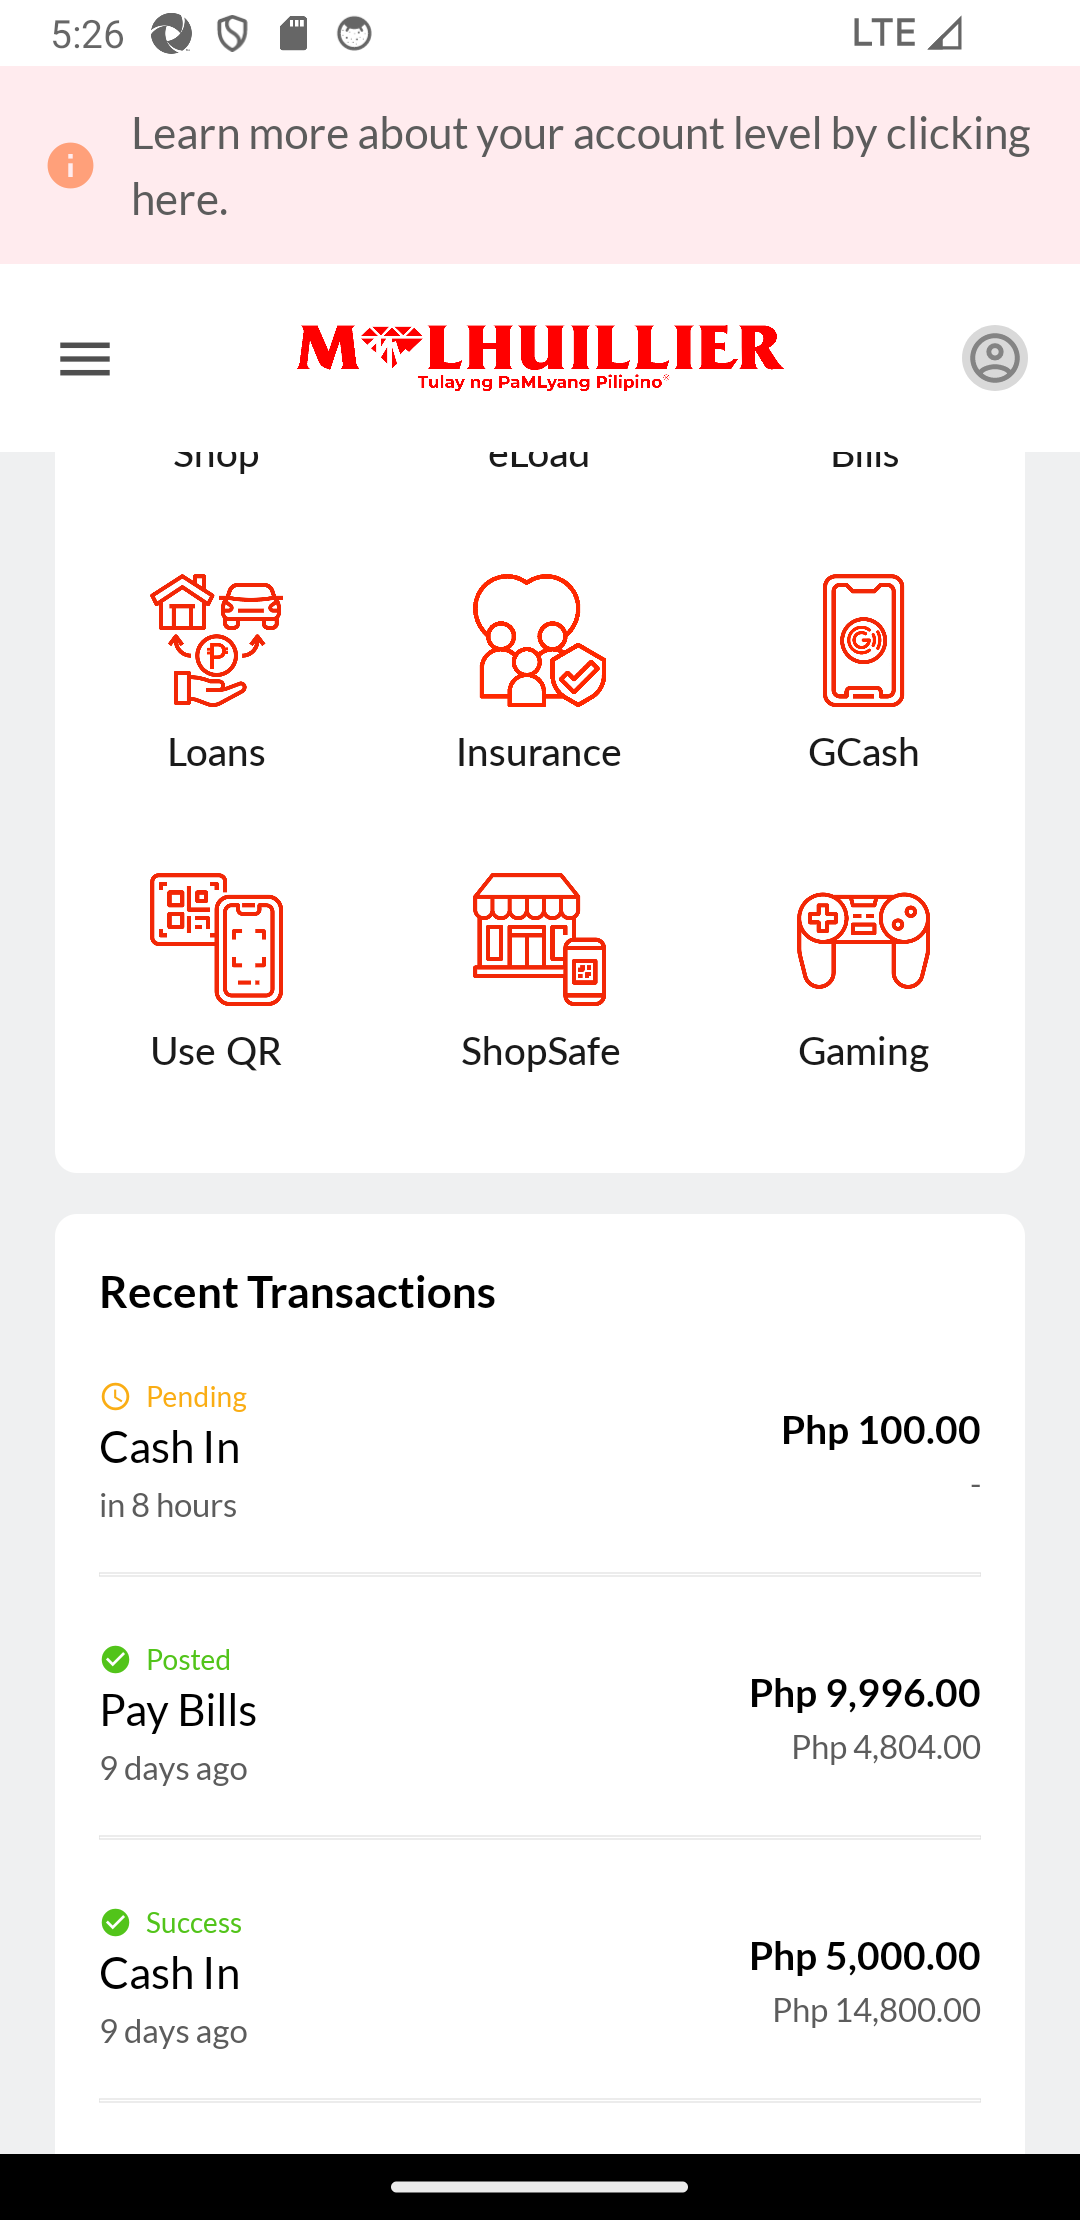 5:26
LTE
Learn more about your account level by clicking
here.
M LHUILLIER
Tulay ng PaMLyang Pilipino
Shop eLoad Bills
Loans Insurance GCash
Use QR ShopSafe Gaming
Recent Transactions
Pending
Cash In Php 100.00
in 8 hours -
Posted
Pay Bills Php 9,996.00
9 days ago Php 4,804.00
Success
Cash In Php 5,000.00
9 days ago Php 14,800.00